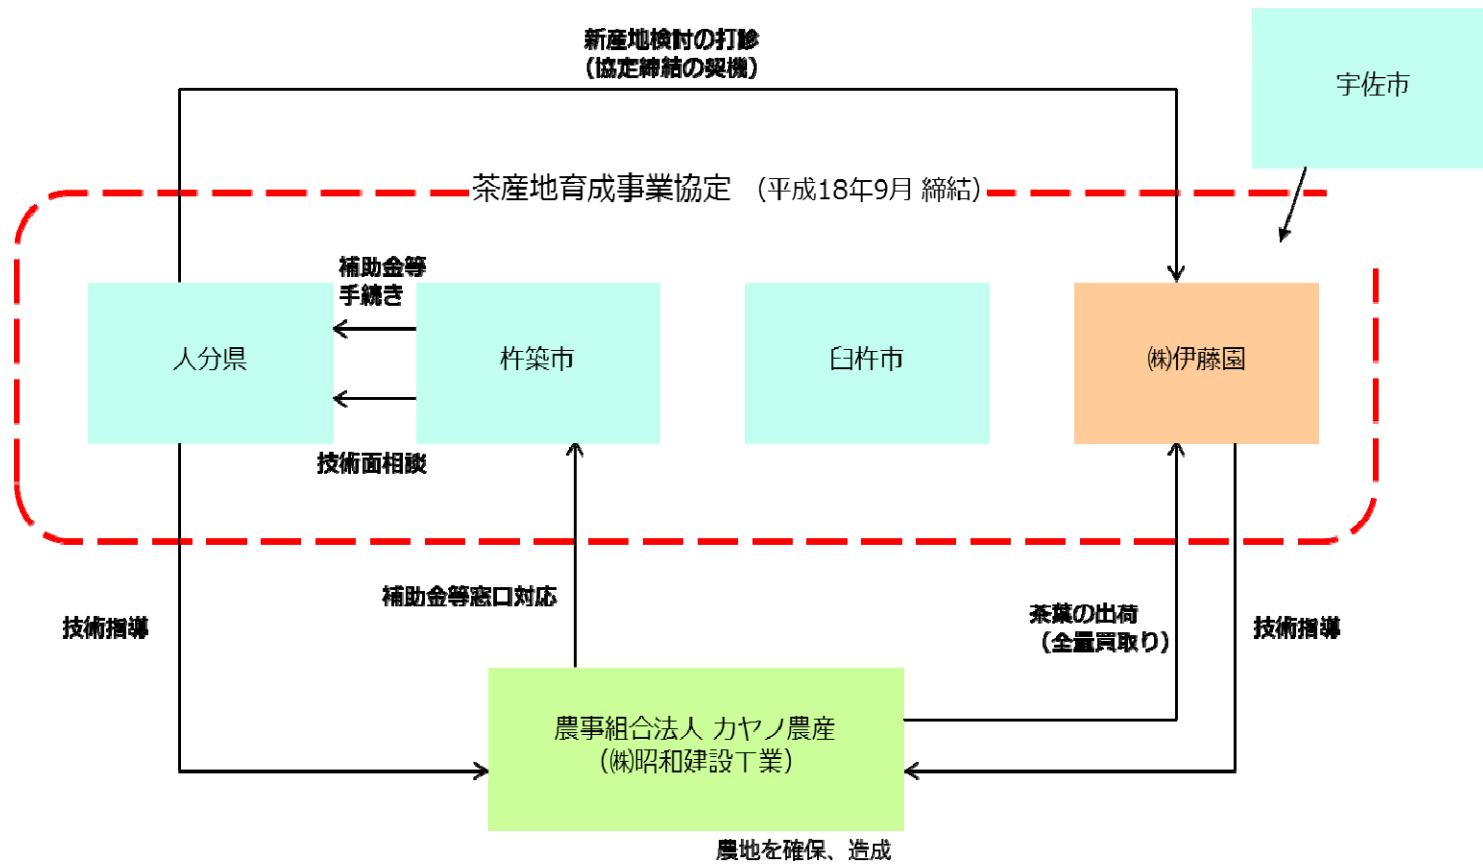 新産地検討の打診
（協定締結の契機）
宇佐市
茶産地育成事業協定 （平成18年9月 締結）
補助金等
手続き
人分県
杵築市
臼杵市
㈱伊藤園
技術面相談
補助金等窓口対応
技術指導
茶葉の出荷
（全量買取り）
技術指導
農事組合法人 カヤノ農産
（㈱昭和建設工業）
農地を確保、造成